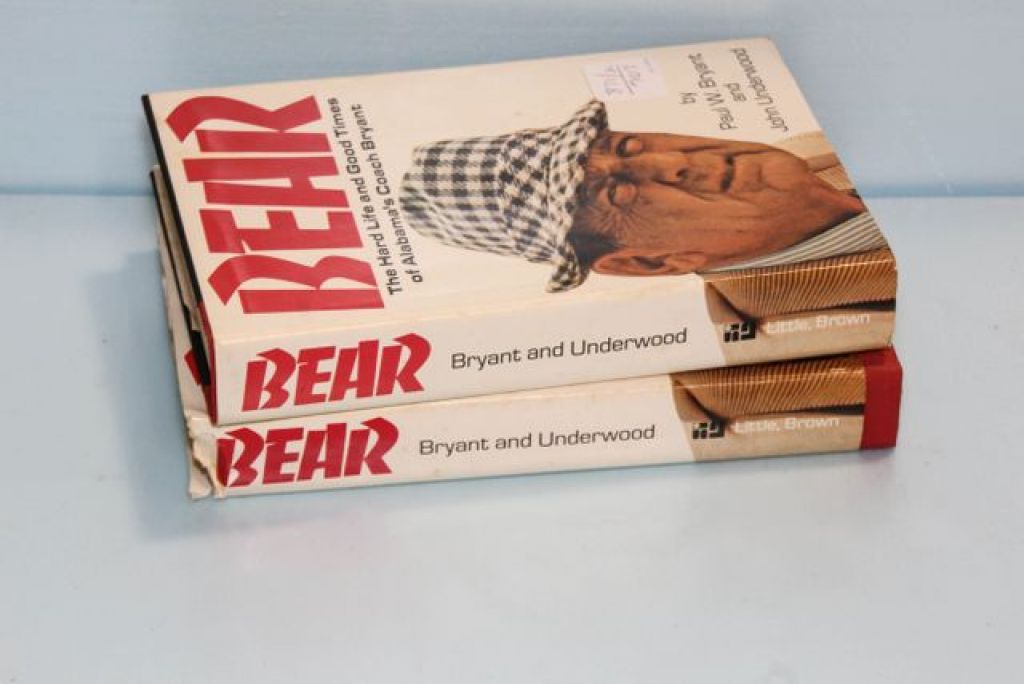 BEAR
The Hard Life and Good Times
of Alabama's Coach Bryant
by
Paul W. Bryant
and
John Underwood
BEAR Bryant and Underwood Little, Brown
BEAR Bryant and Underwood Little, Brown